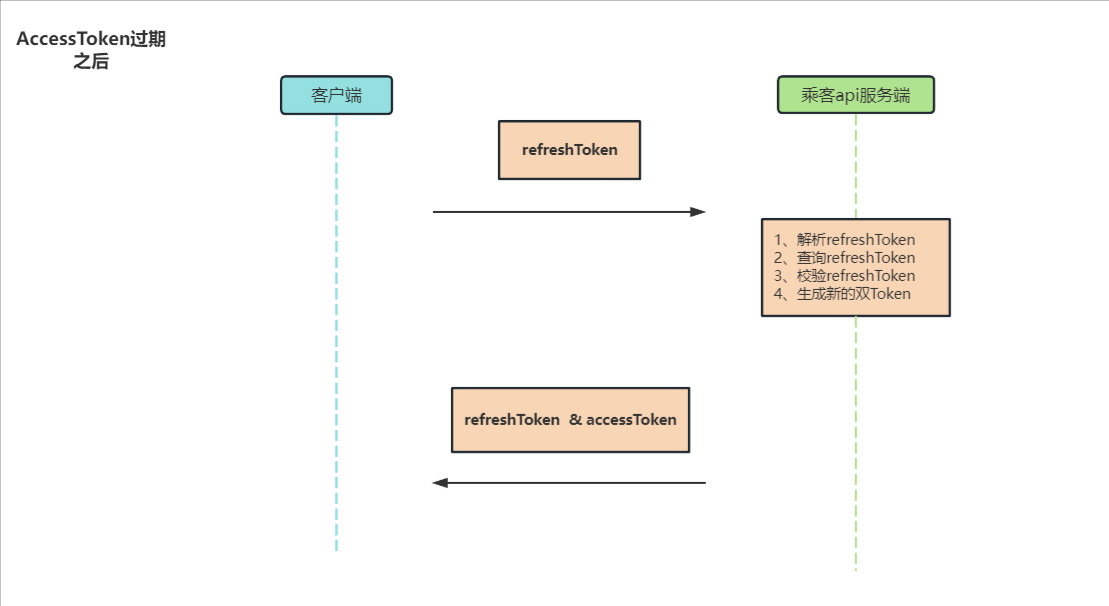 AccessToken过期
之后
客户端
乘客api服务端
refreshToken
1、解析refreshToken
2、查询refreshToken
3、校验refreshToken
4、生成新的双Token
refreshToken & accessToken